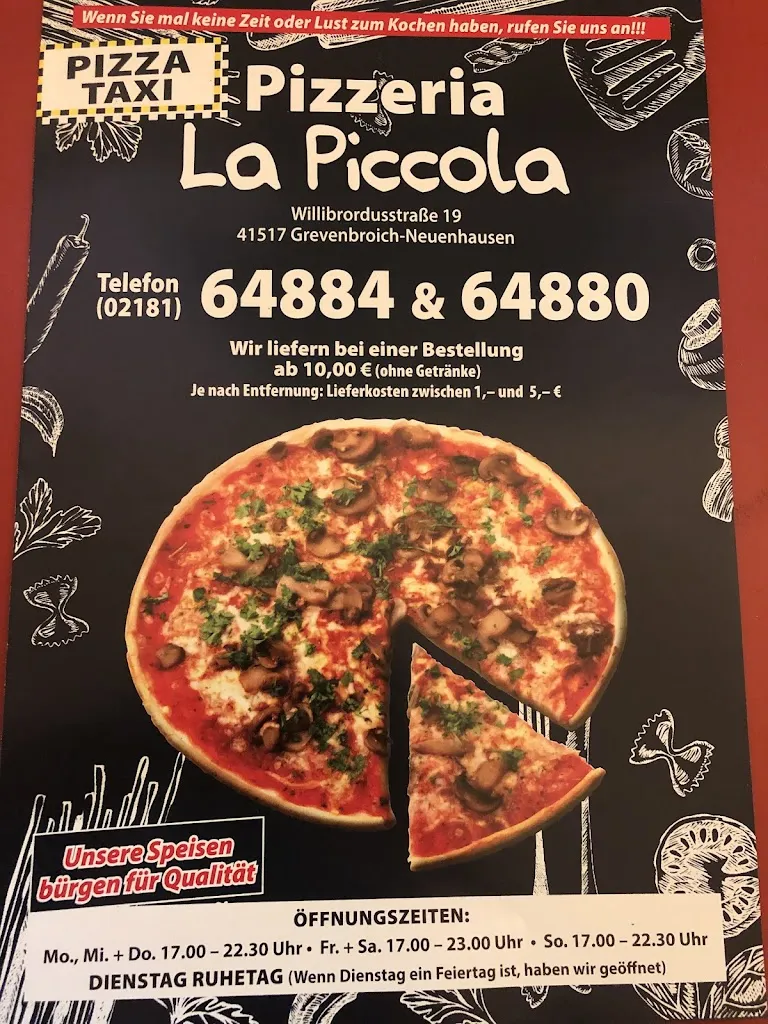 Wenn Sie mal keine Zeit oder Lust zum Kochen haben, rufen Sie uns an!!!
PIZZA
TAXI
Pizzeria
La Piccola
Willibrordusstraße 19
41517 Grevenbroich-Neuenhausen
Telefon
(02181) 64884 & 64880
Wir liefern bei einer Bestellung
ab 10,00 € (ohne Getränke)
Je nach Entfernung: Lieferkosten zwischen 1,– und 5,– €
Unsere Speisen
bürgen für Qualität
ÖFFNUNGSZEITEN:
Mo., Mi. + Do. 17.00 – 22.30 Uhr • Fr. + Sa. 17.00 – 23.00 Uhr • So. 17.00 – 22.30 Uhr
DIENSTAG RUHETAG (Wenn Dienstag ein Feiertag ist, haben wir geöffnet)